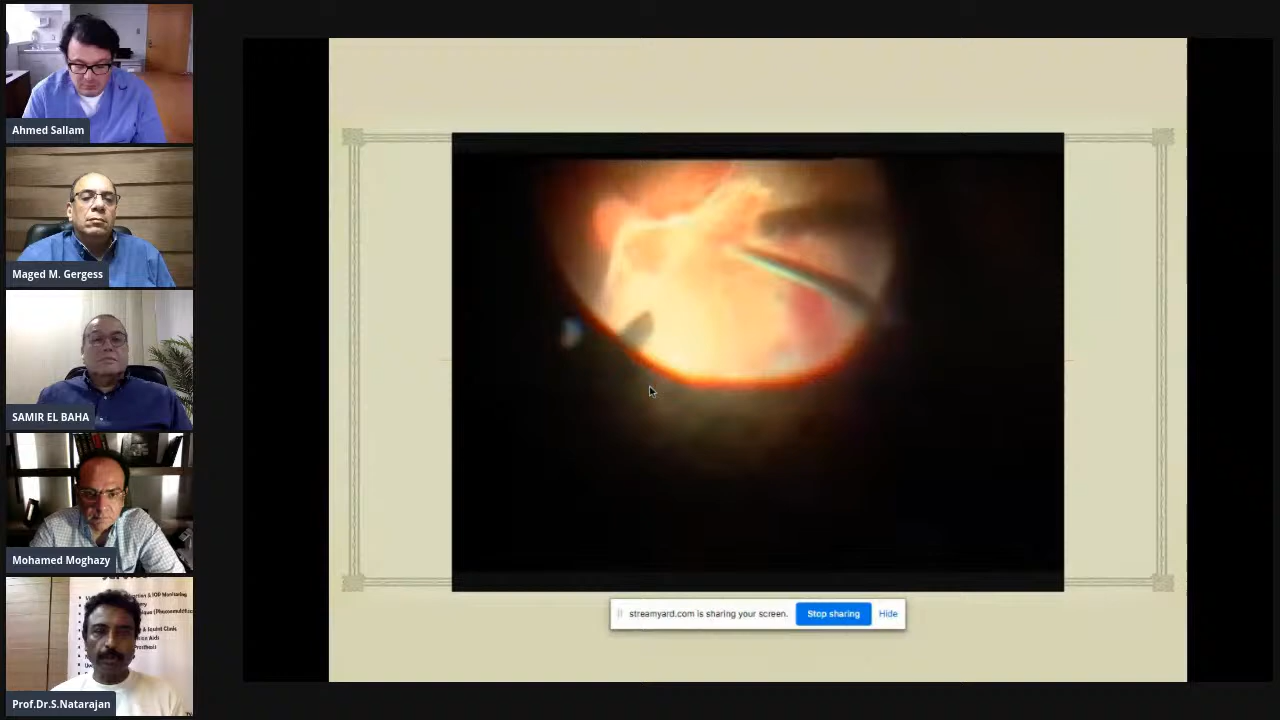 Ahmed Sallam
Maged M. Gergess
SAMIR EL BAHA
Mohamed Moghazy
Prof.Dr.S.Natarajan
streamyard.com is sharing your screen.
Stop sharing
Hide